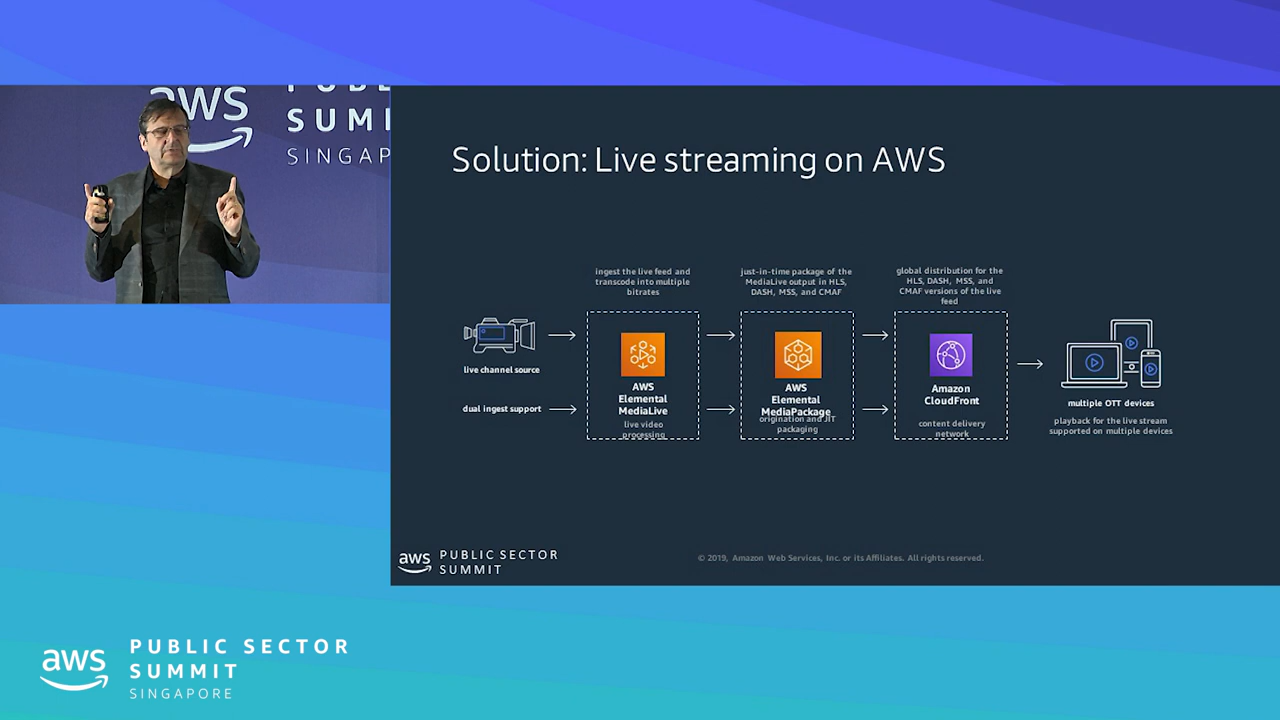 aws
PUBL
SUMI
SINGAP
Solution: Live streaming on AWS
ingest the live feed and
transcode into multiple
bitrates
just-in-time package of the
MediaLive output in HLS,
DASH, MSS, and CMAF
global distribution for the
HLS, DASH, MSS, and
CMAF versions of the live
feed
live channel source
dual ingest support
AWS
Elemental
MediaLive
live video
processing
AWS
Elemental
MediaPackage
origination and JIT
packaging
Amazon
CloudFront
content delivery
network
multiple OTT devices
playback for the live stream
supported on multiple devices
aws
PUBLIC SECTOR
SUMMIT
© 2019, Amazon Web Services, Inc. or its Affiliates. All rights reserved.
aws
PUBLIC SECTOR
SUMMIT
SINGAPORE